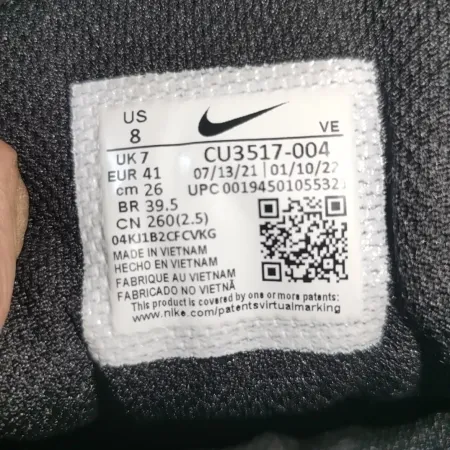 US
8
VE
UK 7
CU3517-004
EUR 41
07/13/21 01/10/22
cm 26
UPC 00194501055321
BR 39.5
CN 260(2.5)
04KJ1B2CFCVKG
MADE IN VIETNAM
HECHO EN VIETNAM
FABRIQUE AU VIETNAM
FABRICADO NO VIETNÃ
This product is covered by one or more patents:
www.nike.com/patentsvirtualmarking